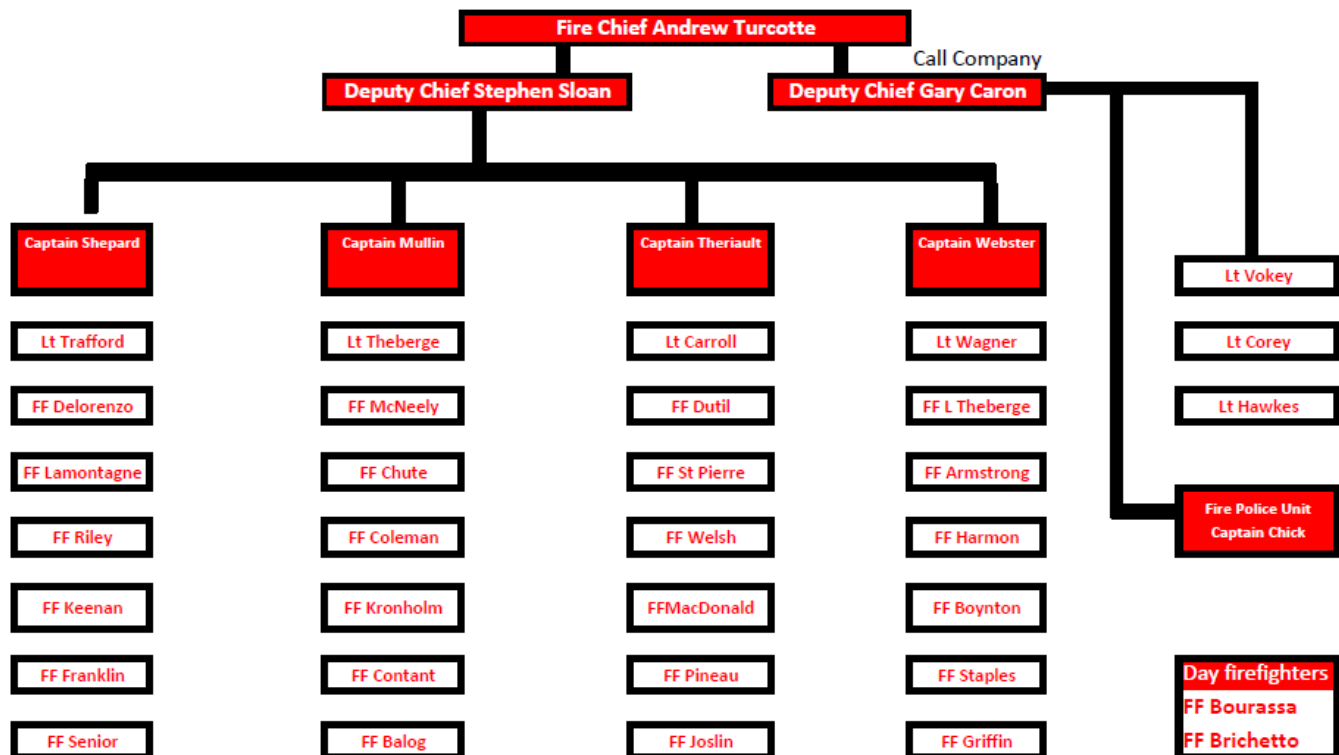 Fire Chief Andrew Turcotte
Call Company
Deputy Chief Stephen Sloan
Deputy Chief Gary Caron
Captain Shepard
Captain Mullin
Captain Theriault
Captain Webster
Lt Vokey
Lt Trafford
Lt Theberge
Lt Carroll
Lt Wagner
Lt Corey
FF Delorenzo
FF McNeely
FF Dutil
FF L Theberge
Lt Hawkes
FF Lamontagne
FF Chute
FF St Pierre
FF Armstrong
Fire Police Unit
Captain Chick
FF Riley
FF Coleman
FF Welsh
FF Harmon
FF Keenan
FF Kronholm
FFMacDonald
FF Boynton
FF Franklin
FF Contant
FF Pineau
FF Staples
Day firefighters
FF Bourassa
FF Brichetto
FF Senior
FF Balog
FF Joslin
FF Griffin